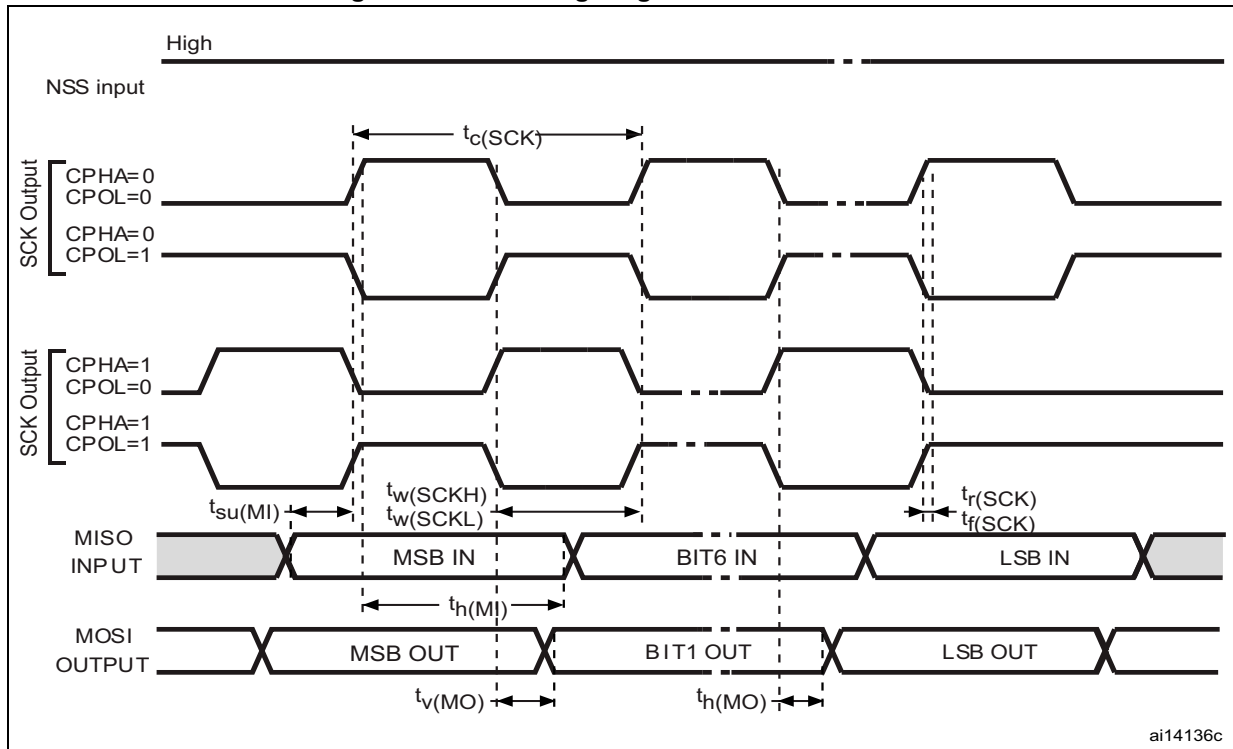 High
NSS input
tc(SCK)
SCK Output
CPHA=0
CPOL=0
CPHA=0
CPOL=1
SCK Output
CPHA=1
CPOL=0
CPHA=1
CPOL=1
tsu(MI)
tw(SCKH)
tw(SCKL)
tr(SCK)
tf(SCK)
MISO
INPUT
MSB IN
BIT6 IN
LSB IN
th(MI)
MOSI
OUTPUT
MSB OUT
BIT1 OUT
LSB OUT
tv(MO)
th(MO)
ai14136c